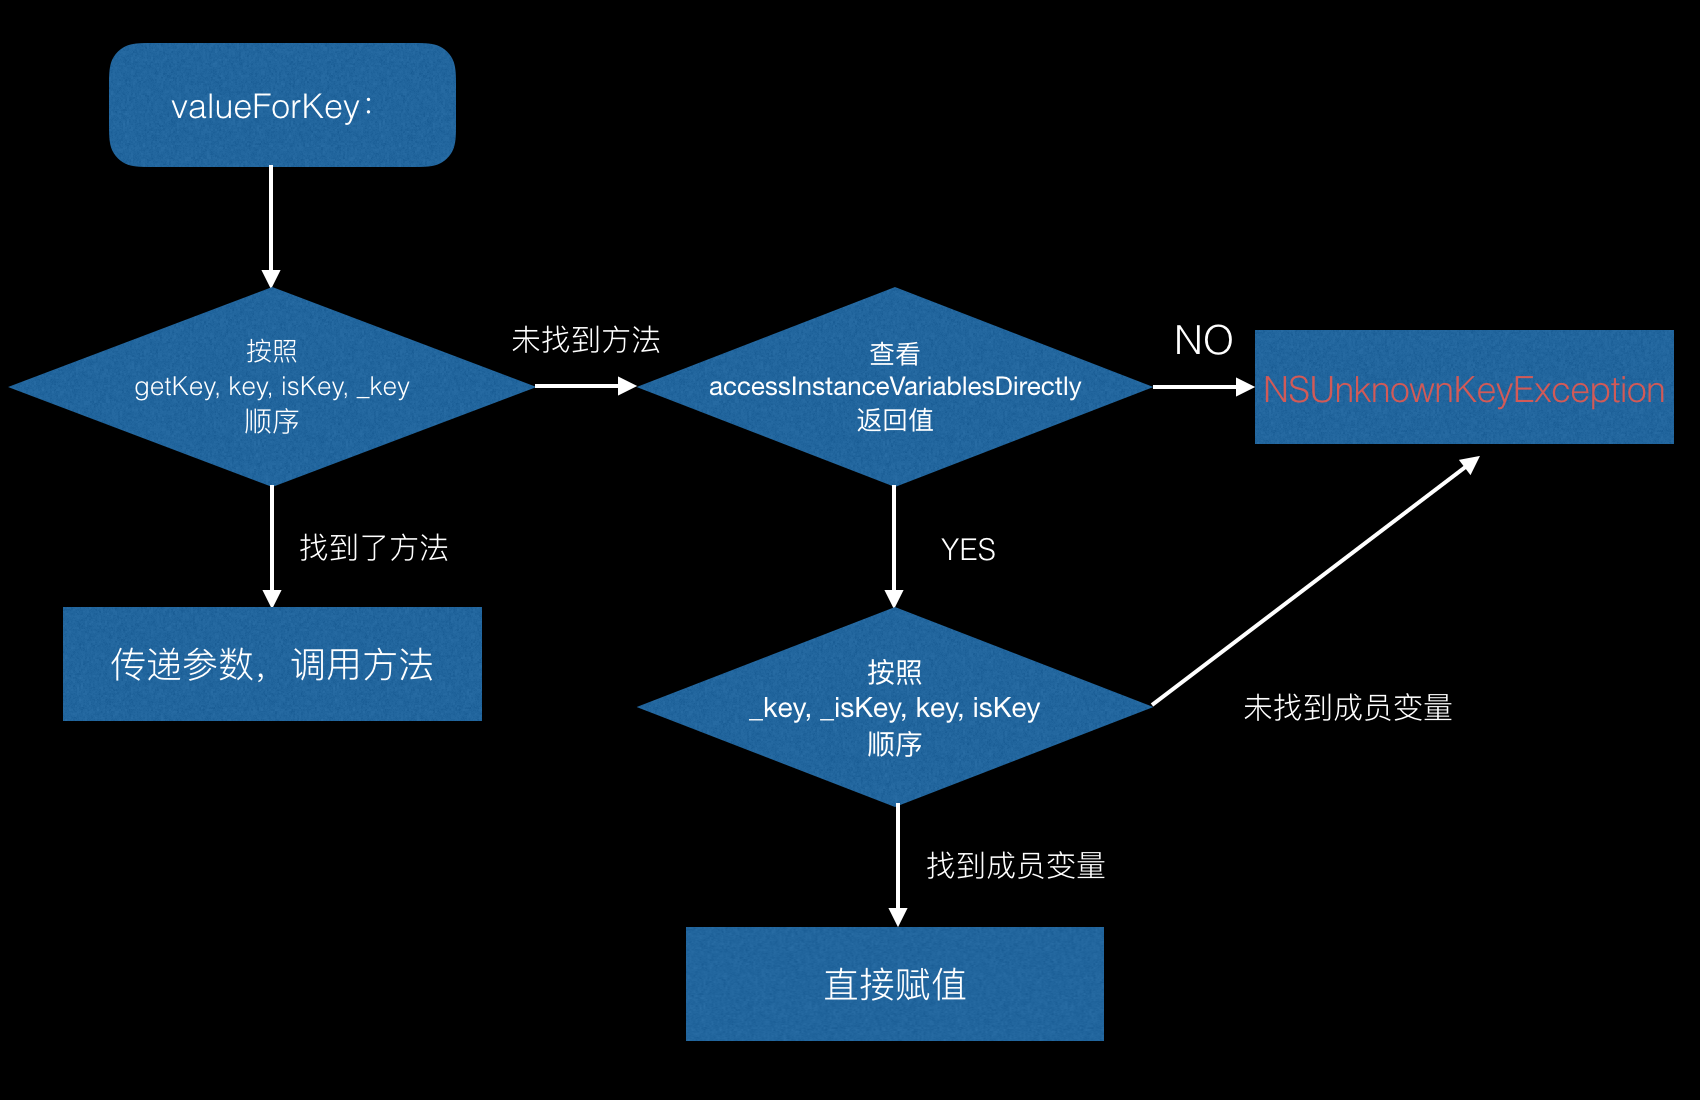 valueForKey：
按照
getKey, key, isKey, _key
顺序
未找到方法
查看
accessInstanceVariablesDirectly
返回值
NO
NSUnknownKeyException
找到了方法
YES
传递参数，调用方法
按照
_key, _isKey, key, isKey
顺序
未找到成员变量
找到成员变量
直接赋值